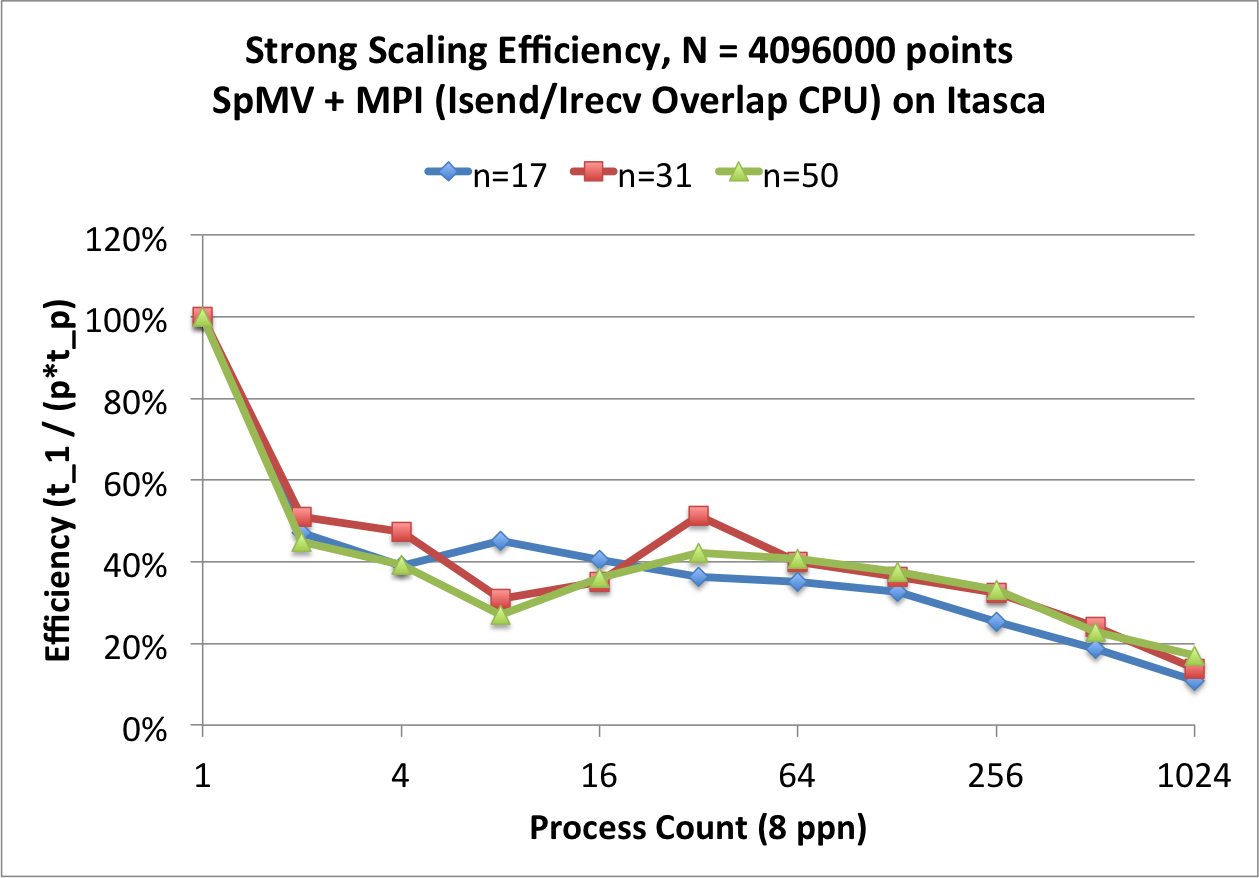 Strong Scaling Efficiency, N = 4096000 points
SpMV + MPI (Isend/Irecv Overlap CPU) on Itasca
n=17 n=31 n=50
Efficiency (t_1 / (p*t_p)
120%
100%
80%
60%
40%
20%
0%
1 4 16 64 256 1024
Process Count (8 ppn)